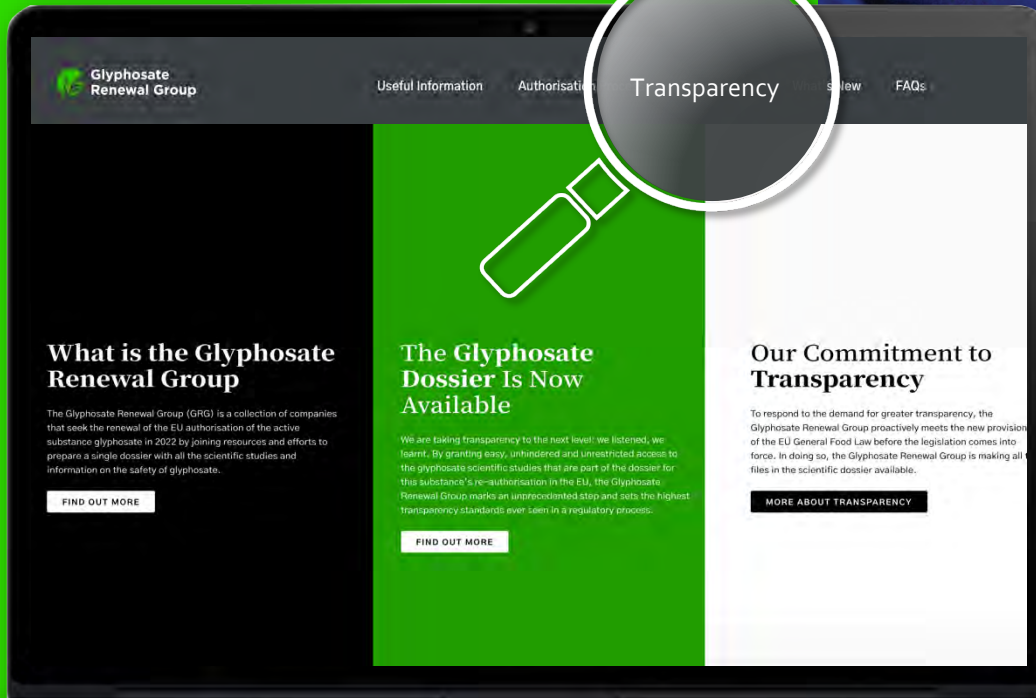 Glyphosate
Renewal Group
Useful Information
Authorisatio
Transparency
s New
FAQs
What is the Glyphosate
Renewal Group
The Glyphosate Renewal Group (GRG) is a collection of companies
that seek the renewal of the EU authorisation of the active
substance glyphosate in 2022 by joining resources and efforts to
prepare a single dossier with all the scientific studies and
information on the safety of glyphosate.
FIND OUT MORE
The Glyphosate
Dossier Is Now
Available
We are taking transparency to the next level: we listened, we
learnt. By granting easy, unhindered and unrestricted access to
the glyphosate scientific studies that are part of the dossier for
this substance's re-authorisation in the EU, the Glyphosate
Renewal Group marks an unprecedented step and sets the highest
transparency standards ever seen in a regulatory process.
FIND OUT MORE
Our Commitment to
Transparency
To respond to the demand for greater transparency, the
Glyphosate Renewal Group proactively meets the new provision
of the EU General Food Law before the legislation comes into
force. In doing so, the Glyphosate Renewal Group is making all
files in the scientific dossier available.
MORE ABOUT TRANSPARENCY